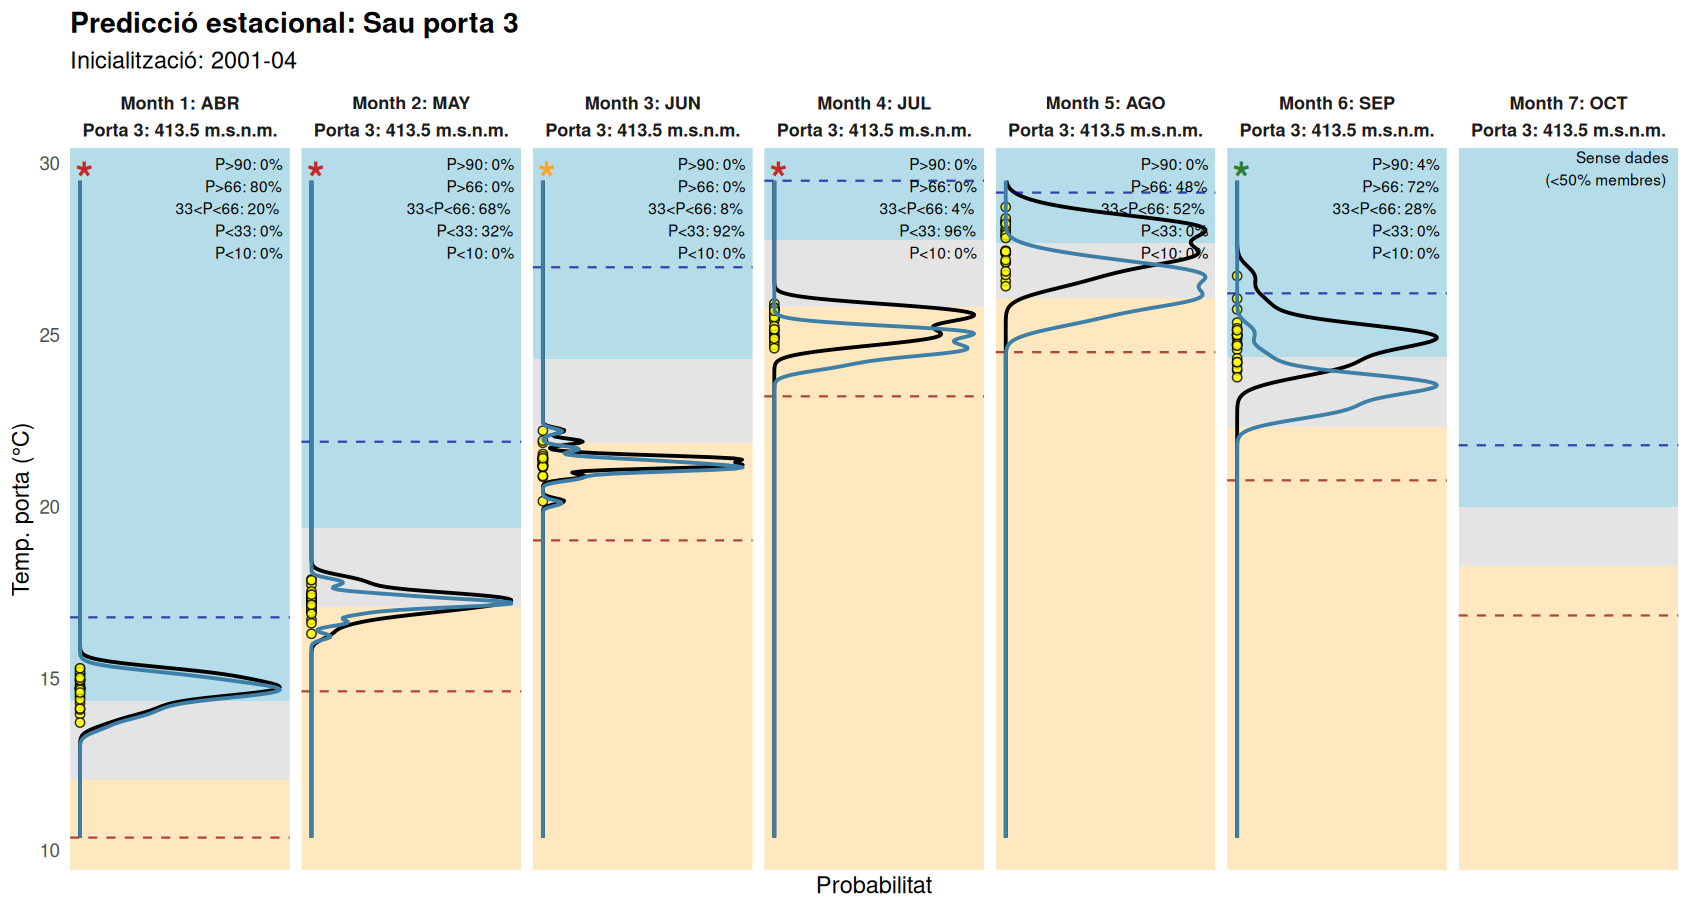 Predicció estacional: Sau porta 3
Inicialització: 2001-04
Month 1: ABR
Porta 3: 413.5 m.s.n.m.
Month 2: MAY
Porta 3: 413.5 m.s.n.m.
Month 3: JUN
Porta 3: 413.5 m.s.n.m.
Month 4: JUL
Porta 3: 413.5 m.s.n.m.
Month 5: AGO
Porta 3: 413.5 m.s.n.m.
Month 6: SEP
Porta 3: 413.5 m.s.n.m.
Month 7: OCT
Porta 3: 413.5 m.s.n.m.
Temp. porta (°C)
30
25
20
15
10
*
P>90: 0%
P>66: 80%
33<P<66: 20%
P<33: 0%
P<10: 0%
*
P>90: 0%
P>66: 0%
33<P<66: 68%
P<33: 32%
P<10: 0%
*
P>90: 0%
P>66: 0%
33<P<66: 8%
P<33: 92%
P<10: 0%
*
P>90: 0%
P>66: 0%
33<P<66: 4%
P<33: 96%
P<10: 0%
P>90: 0%
P>66: 48%
33<P<66: 52%
P<33: 0%
P<10: 0%
*
P>90: 4%
P>66: 72%
33<P<66: 28%
P<33: 0%
P<10: 0%
Sense dades
(<50% membres)
Probabilitat